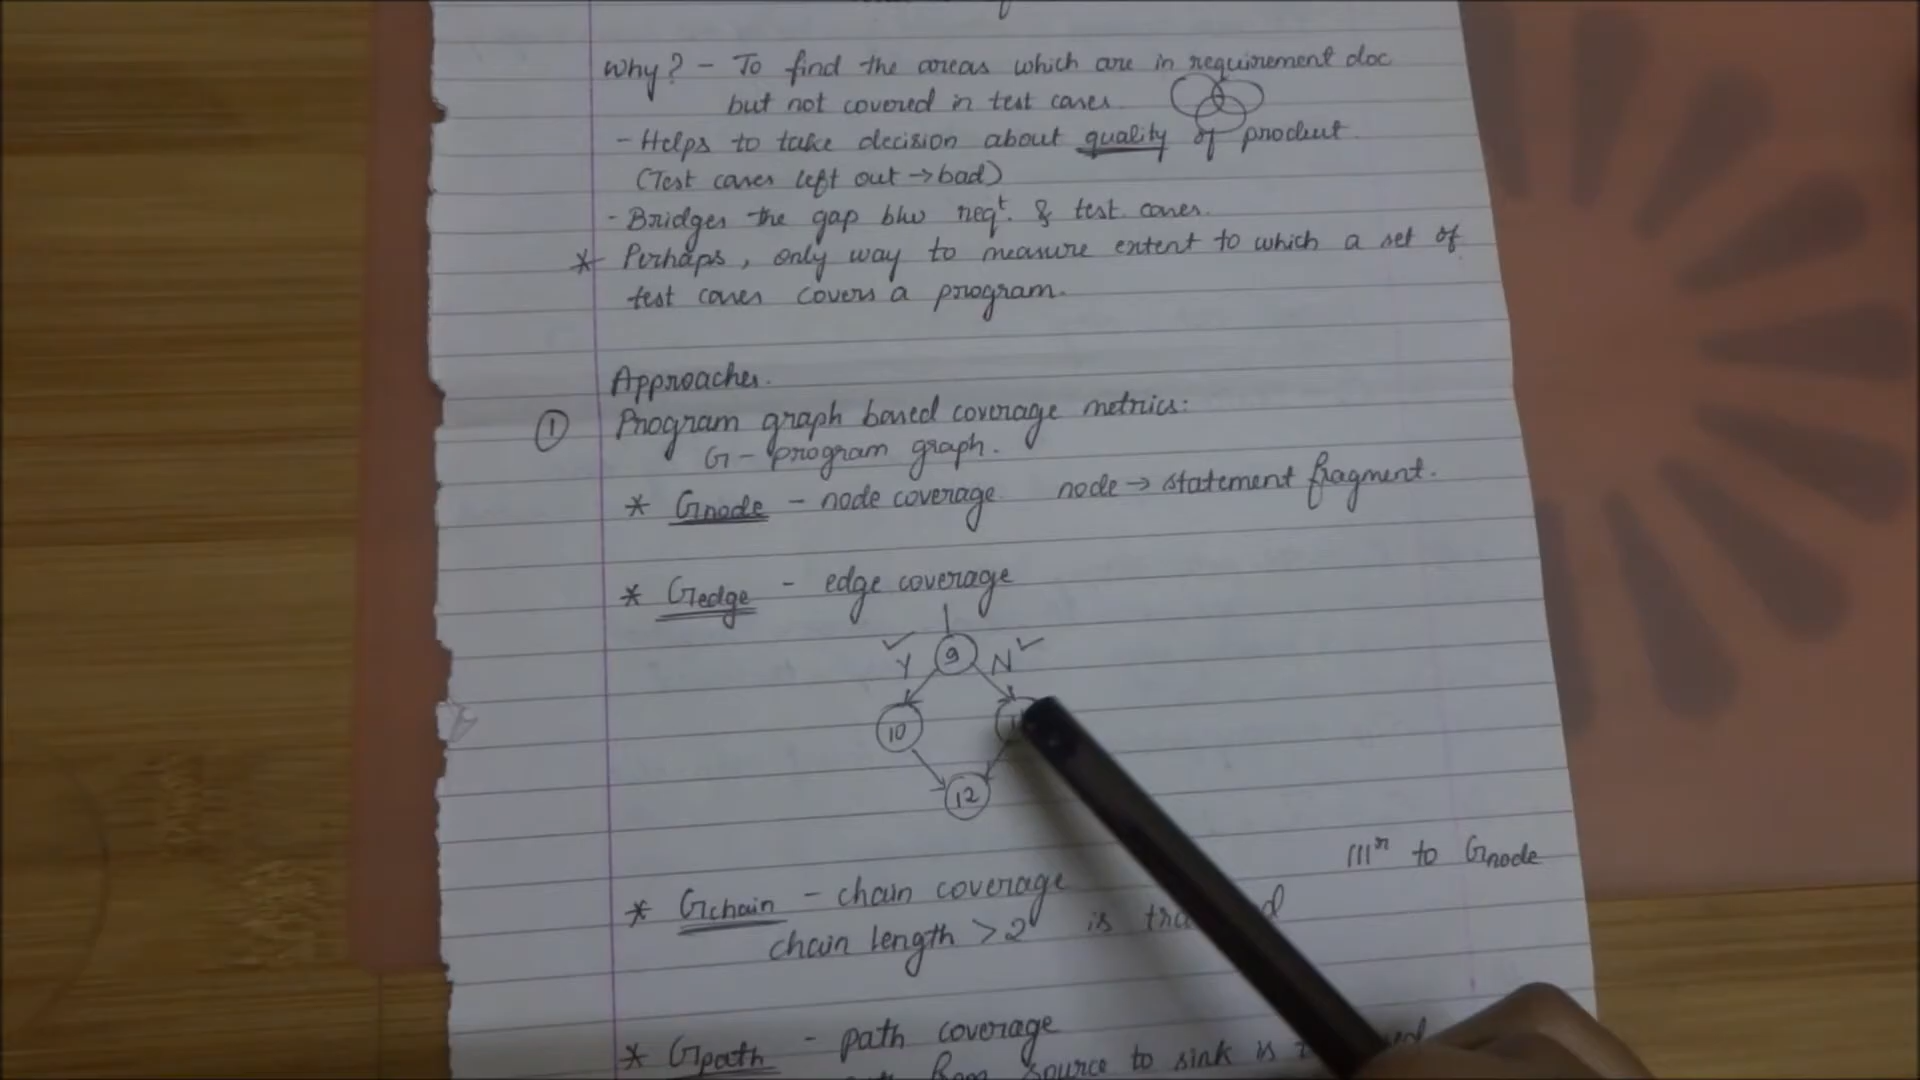 Why? - To find the areas which are in requirement doc
but not covered in test cases
- Helps to take decision about quality of product.
(Test cases left out → bad)
- Bridges the gap b/w reqt. & test cases.
* Perhaps, only way to measure extent to which a set of
test cases covers a program.
Approaches.
① Program graph based coverage metrics:
G - program graph.
* Gnode - node coverage node → statement fragment.
* Gedge - edge coverage
Y 9 N
10
12
|||r to Gnode
* Gchain - chain coverage
chain length > 2 is
* Gpath - path coverage
from source to sink is